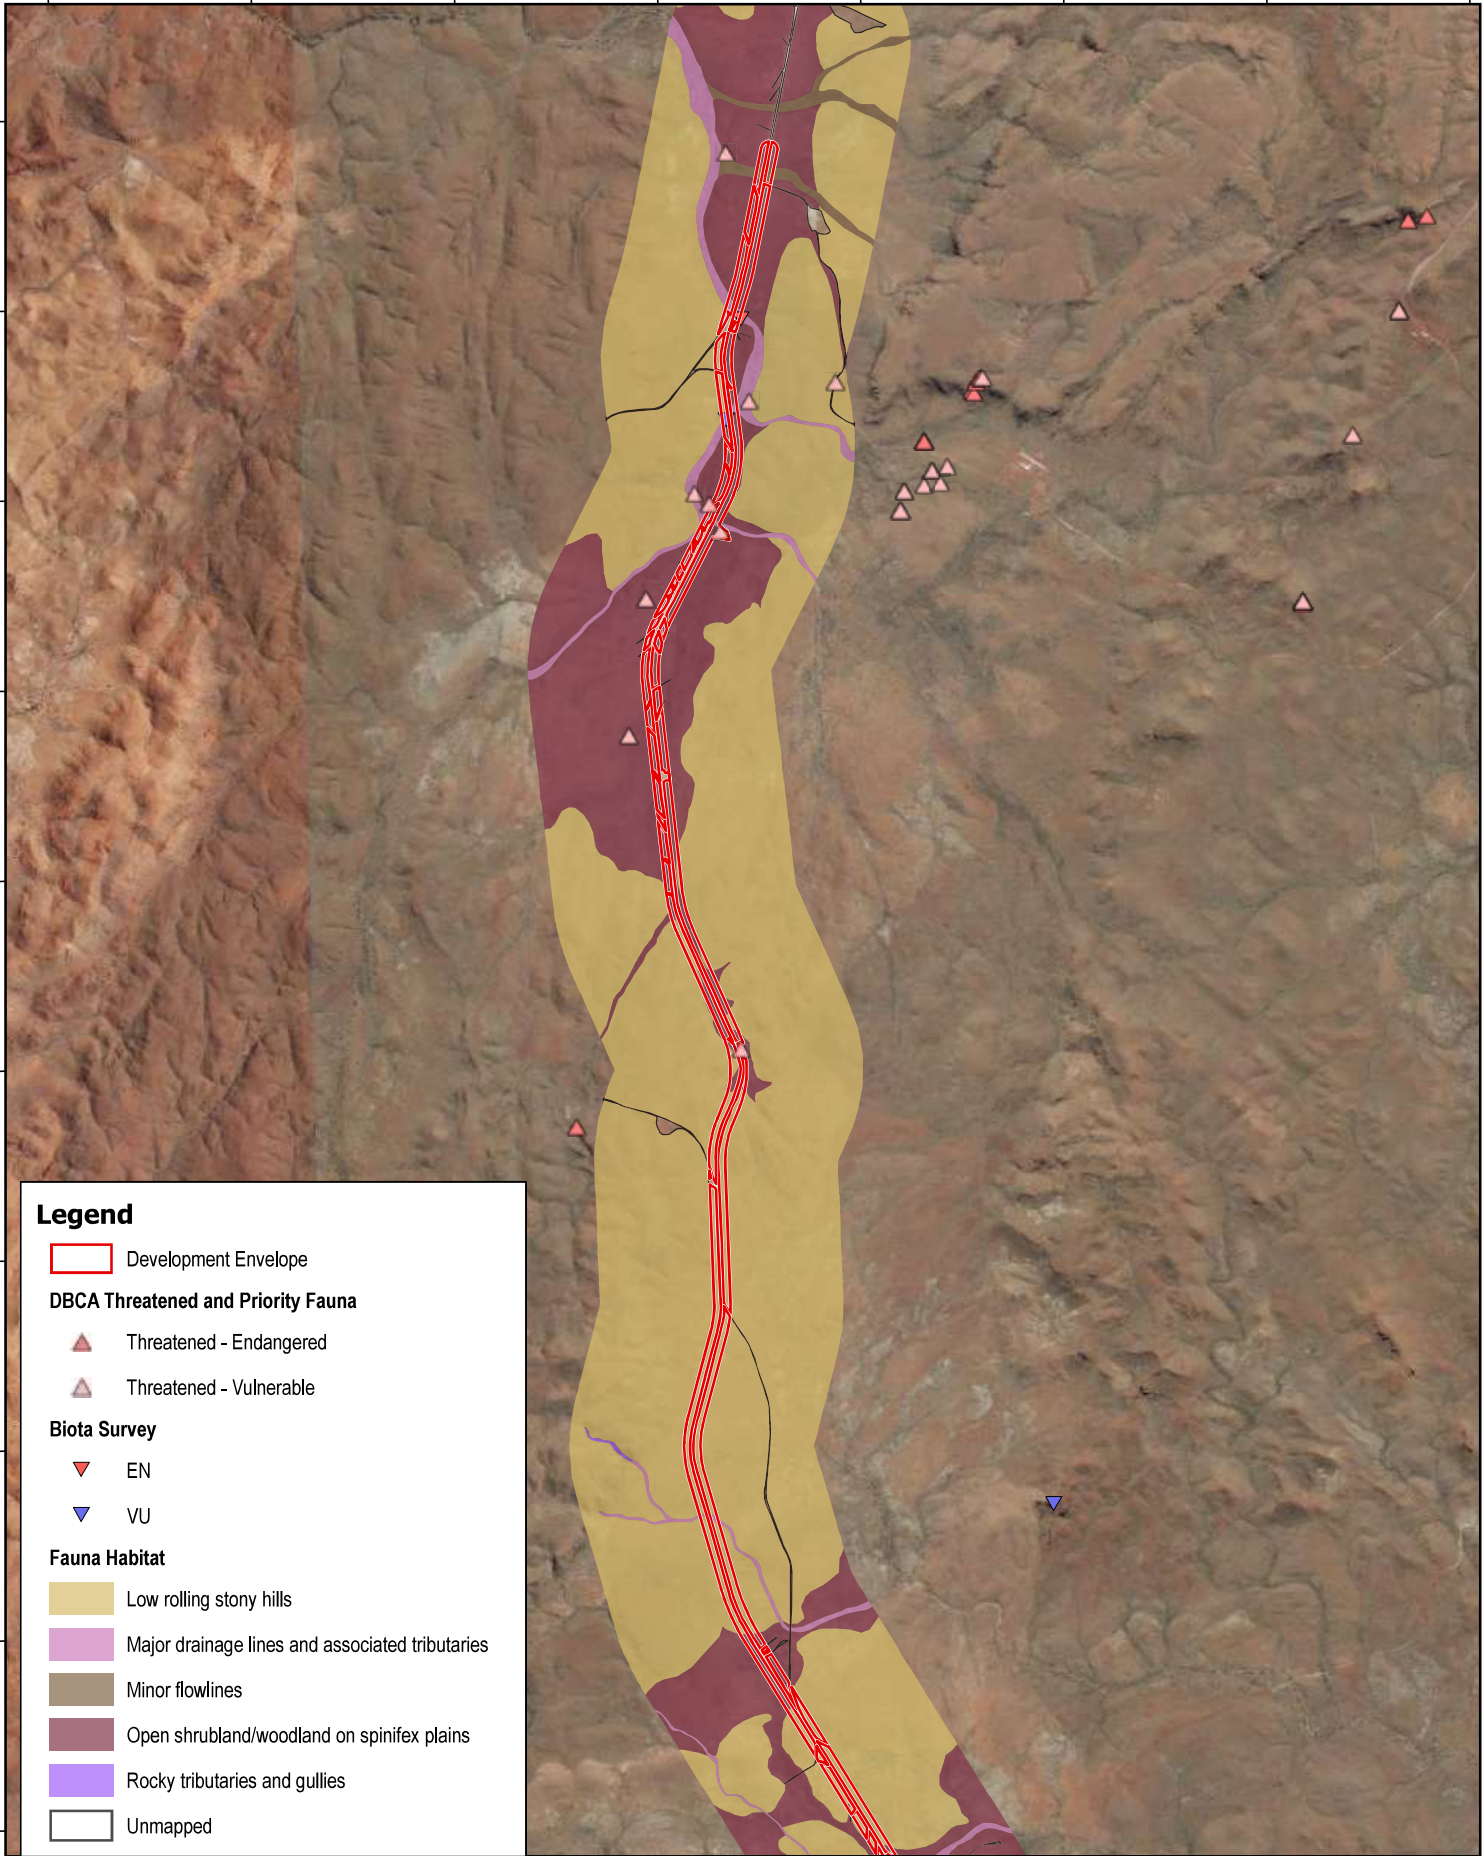 Legend
Development Envelope
DBCA Threatened and Priority Fauna
Threatened - Endangered
Threatened - Vulnerable
Biota Survey
EN
VU
Fauna Habitat
Low rolling stony hills
Major drainage lines and associated tributaries
Minor flowlines
Open shrubland/woodland on spinifex plains
Rocky tributaries and gullies
Unmapped